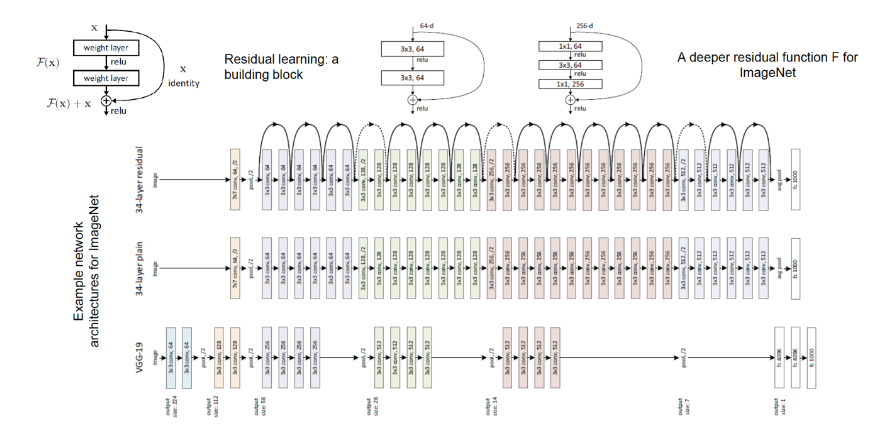 x
weight layer
relu
F(x)
weight layer
x
identity
F(x) + x
relu
Residual learning: a
building block
64-d
3x3, 64
relu
3x3, 64
relu
256-d
1x1, 64
relu
3x3, 64
relu
1x1, 256
relu
A deeper residual function F for
ImageNet
Example network
architectures for ImageNet
34-layer residual
image
7x7 conv, 64, /2
pool, /2
3x3 conv, 64
3x3 conv, 64
3x3 conv, 64
3x3 conv, 64
3x3 conv, 64
3x3 conv, 64
3x3 conv, 128, /2
3x3 conv, 128
3x3 conv, 128
3x3 conv, 128
3x3 conv, 128
3x3 conv, 128
3x3 conv, 128
3x3 conv, 128
3x3 conv, 256, /2
3x3 conv, 256
3x3 conv, 256
3x3 conv, 256
3x3 conv, 256
3x3 conv, 256
3x3 conv, 256
3x3 conv, 256
3x3 conv, 256
3x3 conv, 256
3x3 conv, 256
3x3 conv, 256
3x3 conv, 512, /2
3x3 conv, 512
3x3 conv, 512
3x3 conv, 512
3x3 conv, 512
3x3 conv, 512
avg pool
fc 1000
34-layer plain
image
7x7 conv, 64, /2
pool, /2
3x3 conv, 64
3x3 conv, 64
3x3 conv, 64
3x3 conv, 64
3x3 conv, 64
3x3 conv, 64
3x3 conv, 128, /2
3x3 conv, 128
3x3 conv, 128
3x3 conv, 128
3x3 conv, 128
3x3 conv, 128
3x3 conv, 128
3x3 conv, 128
3x3 conv, 256, /2
3x3 conv, 256
3x3 conv, 256
3x3 conv, 256
3x3 conv, 256
3x3 conv, 256
3x3 conv, 256
3x3 conv, 256
3x3 conv, 256
3x3 conv, 256
3x3 conv, 256
3x3 conv, 256
3x3 conv, 512, /2
3x3 conv, 512
3x3 conv, 512
3x3 conv, 512
3x3 conv, 512
3x3 conv, 512
avg pool
fc 1000
VGG-19
image
3x3 conv, 64
3x3 conv, 64
pool, /2
3x3 conv, 128
3x3 conv, 128
pool, /2
3x3 conv, 256
3x3 conv, 256
3x3 conv, 256
3x3 conv, 256
pool, /2
3x3 conv, 512
3x3 conv, 512
3x3 conv, 512
3x3 conv, 512
pool, /2
3x3 conv, 512
3x3 conv, 512
3x3 conv, 512
3x3 conv, 512
pool, /2
fc 4096
fc 4096
fc 1000
output
size: 224
output
size: 112
output
size: 56
output
size: 28
output
size: 14
output
size: 7
output
size: 1